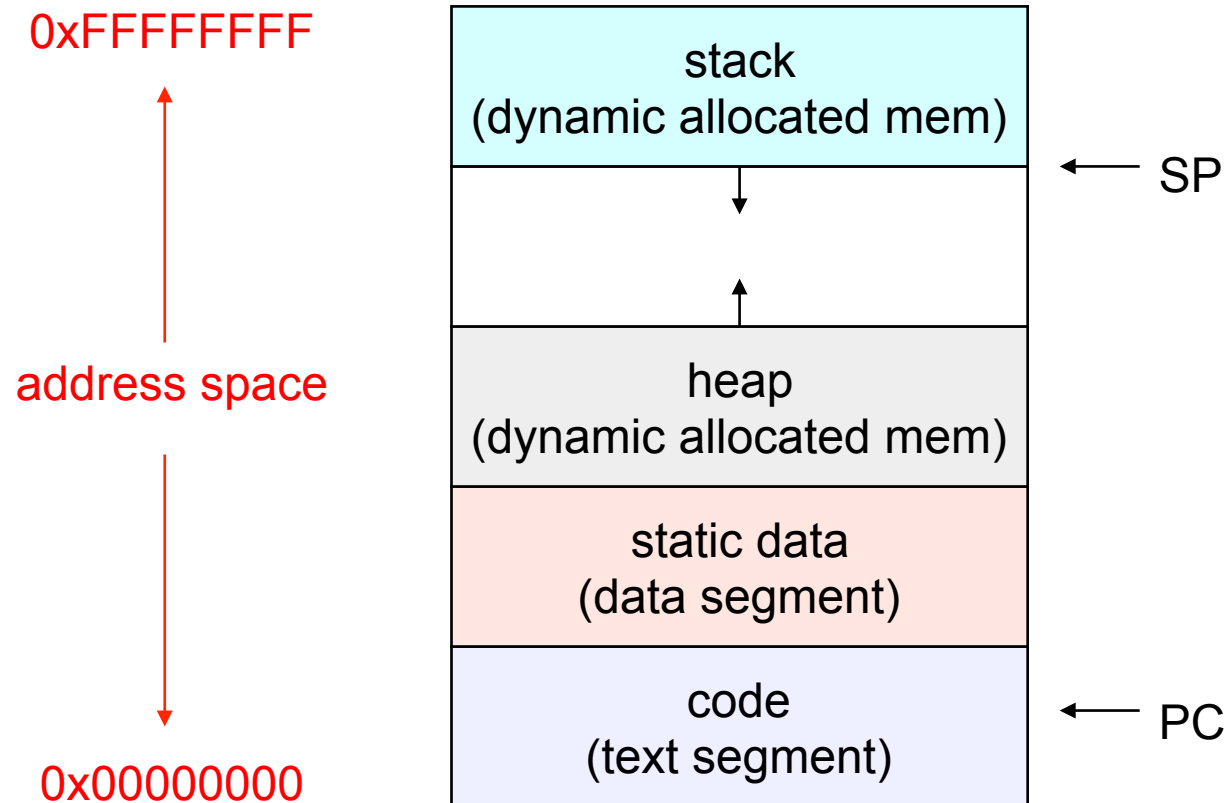 0xFFFFFFFF
stack
(dynamic allocated mem)
SP
address space
heap
(dynamic allocated mem)
static data
(data segment)
code
(text segment)
PC
0x00000000